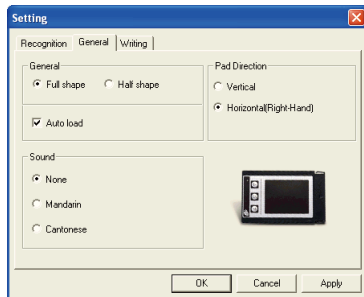 Setting
Recognition General Writing
General
Full shape Half shape
Auto load
Pad Direction
Vertical
Horizontal(Right-Hand)
Sound
None
Mandarin
Cantonese
OK Cancel Apply